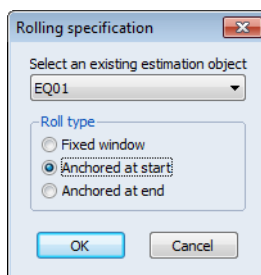 Rolling specification
Select an existing estimation object
EQ01
Roll type
Fixed window
Anchored at start
Anchored at end
OK
Cancel